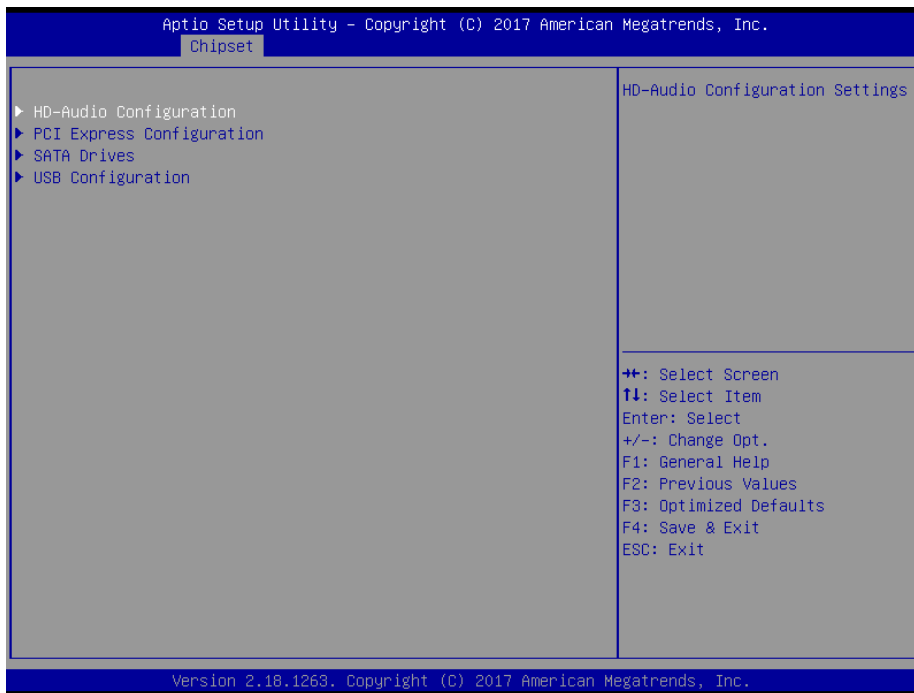 Aptio Setup Utility – Copyright (C) 2017 American Megatrends, Inc.
Chipset
▶ HD-Audio Configuration
▶ PCI Express Configuration
▶ SATA Drives
▶ USB Configuration
HD-Audio Configuration Settings
→←: Select Screen
↑↓: Select Item
Enter: Select
+/-: Change Opt.
F1: General Help
F2: Previous Values
F3: Optimized Defaults
F4: Save & Exit
ESC: Exit
Version 2.18.1263. Copyright (C) 2017 American Megatrends, Inc.